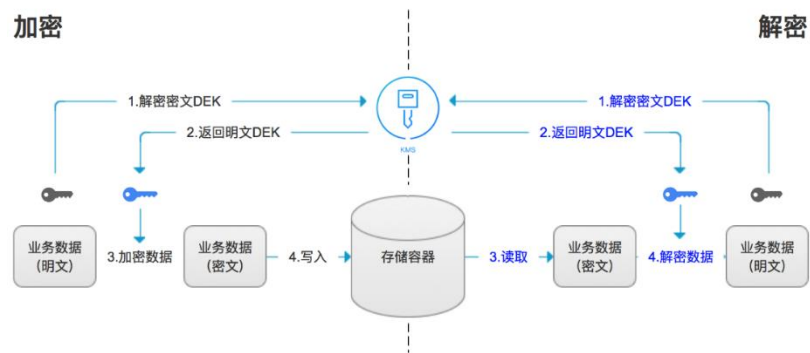 加密
解密
1.解密密文DEK
1.解密密文DEK
2.返回明文DEK
KMS
2.返回明文DEK
业务数据
(明文)
3.加密数据
业务数据
(密文)
4.写入
存储容器
3.读取
业务数据
(密文)
4.解密数据
业务数据
(明文)